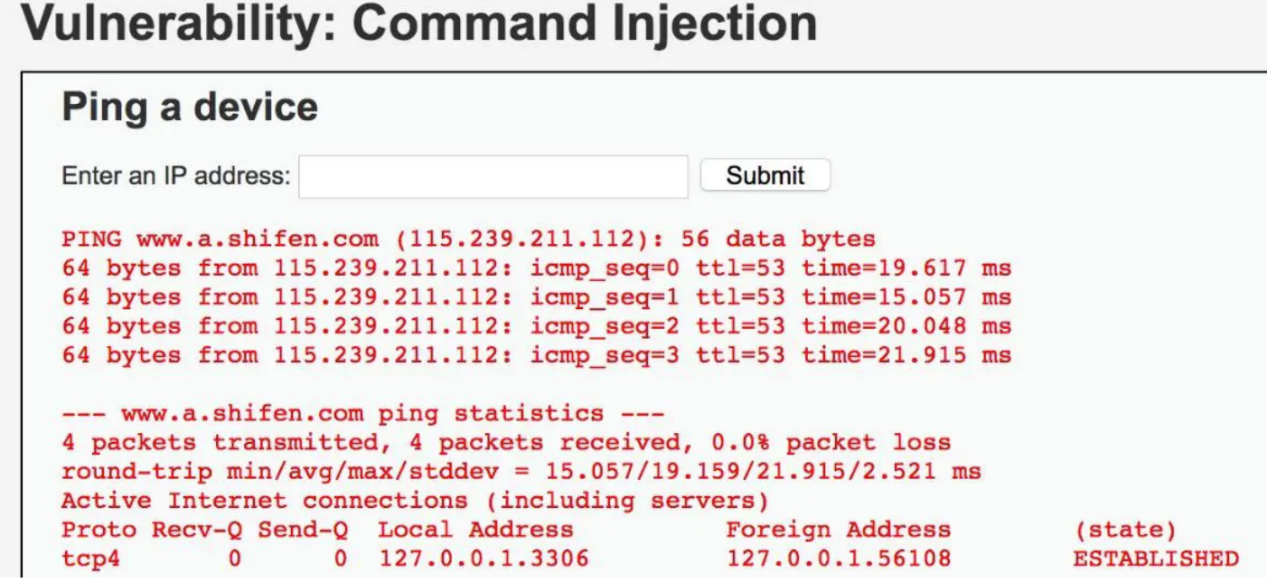 Vulnerability: Command Injection
Ping a device
Enter an IP address: Submit
PING www.a.shifen.com (115.239.211.112): 56 data bytes
64 bytes from 115.239.211.112: icmp_seq=0 ttl=53 time=19.617 ms
64 bytes from 115.239.211.112: icmp_seq=1 ttl=53 time=15.057 ms
64 bytes from 115.239.211.112: icmp_seq=2 ttl=53 time=20.048 ms
64 bytes from 115.239.211.112: icmp_seq=3 ttl=53 time=21.915 ms
--- www.a.shifen.com ping statistics ---
4 packets transmitted, 4 packets received, 0.0% packet loss
round-trip min/avg/max/stddev = 15.057/19.159/21.915/2.521 ms
Active Internet connections (including servers)
Proto Recv-Q Send-Q  Local Address          Foreign Address        (state)
tcp4       0      0  127.0.0.1.3306         127.0.0.1.56108        ESTABLISHED